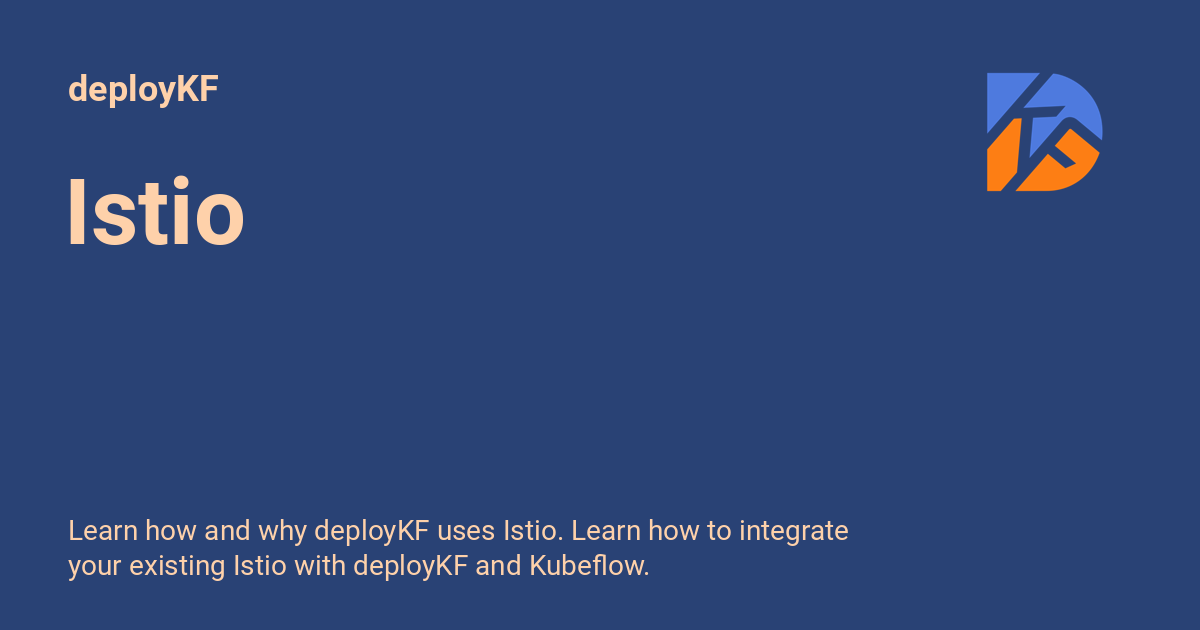 deployKF
Istio
Learn how and why deployKF uses Istio. Learn how to integrate
your existing Istio with deployKF and Kubeflow.